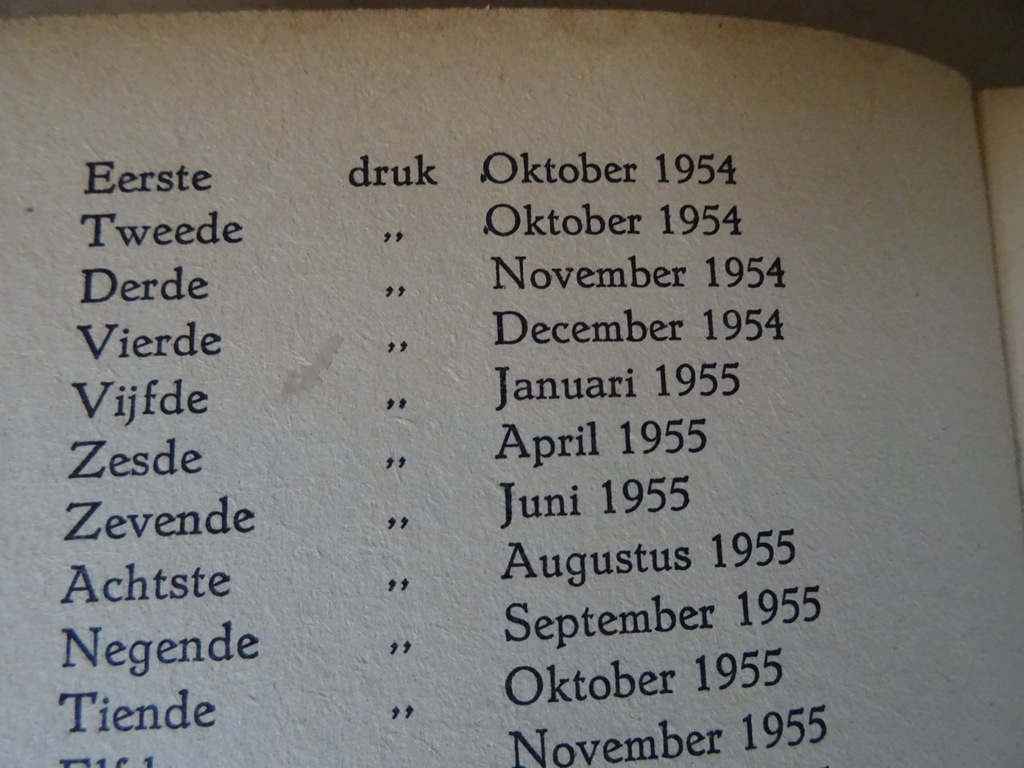 Eerste druk Oktober 1954
Tweede ,, Oktober 1954
Derde ,, November 1954
Vierde ,, December 1954
Vijfde ,, Januari 1955
Zesde ,, April 1955
Zevende ,, Juni 1955
Achtste ,, Augustus 1955
Negende ,, September 1955
Tiende ,, Oktober 1955
November 1955